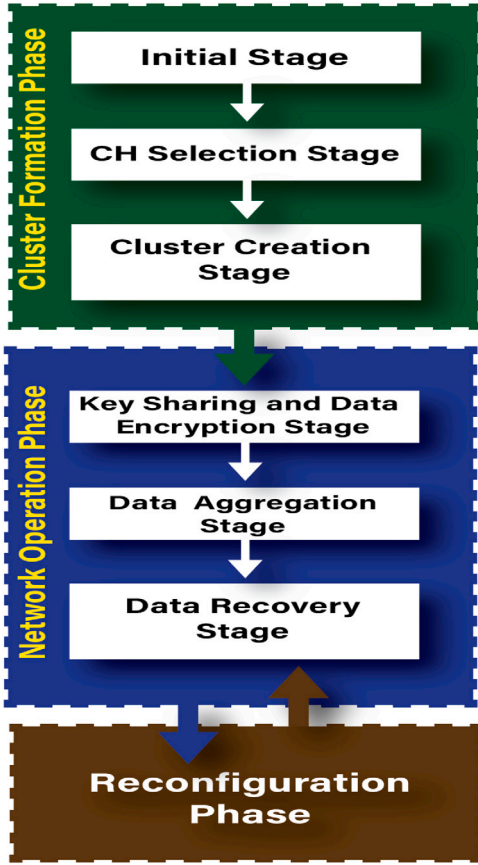 Cluster Formation Phase
Initial Stage
CH Selection Stage
Cluster Creation
Stage
Network Operation Phase
Key Sharing and Data
Encryption Stage
Data Aggregation
Stage
Data Recovery
Stage
Reconfiguration
Phase